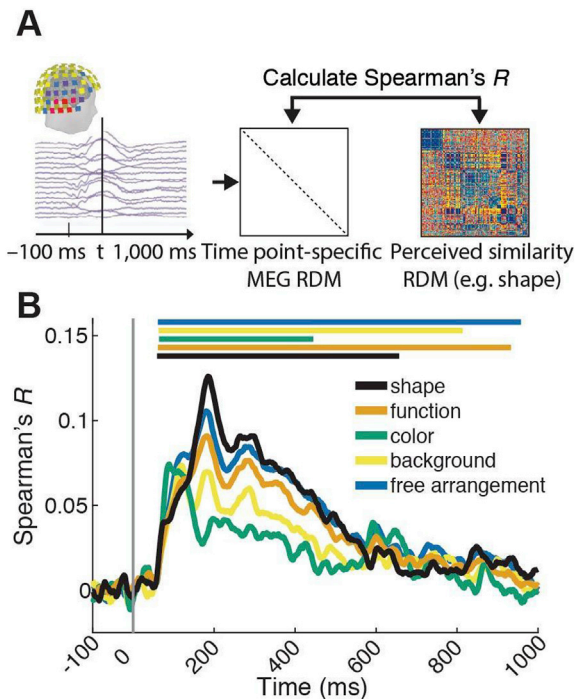 A
Calculate Spearman's R
−100 ms t 1,000 ms
Time point-specific
MEG RDM
Perceived similarity
RDM (e.g. shape)
B
0.15
0.1
0.05
0
Spearman's R
shape
function
color
background
free arrangement
-100
0
200
400
600
800
1000
Time (ms)